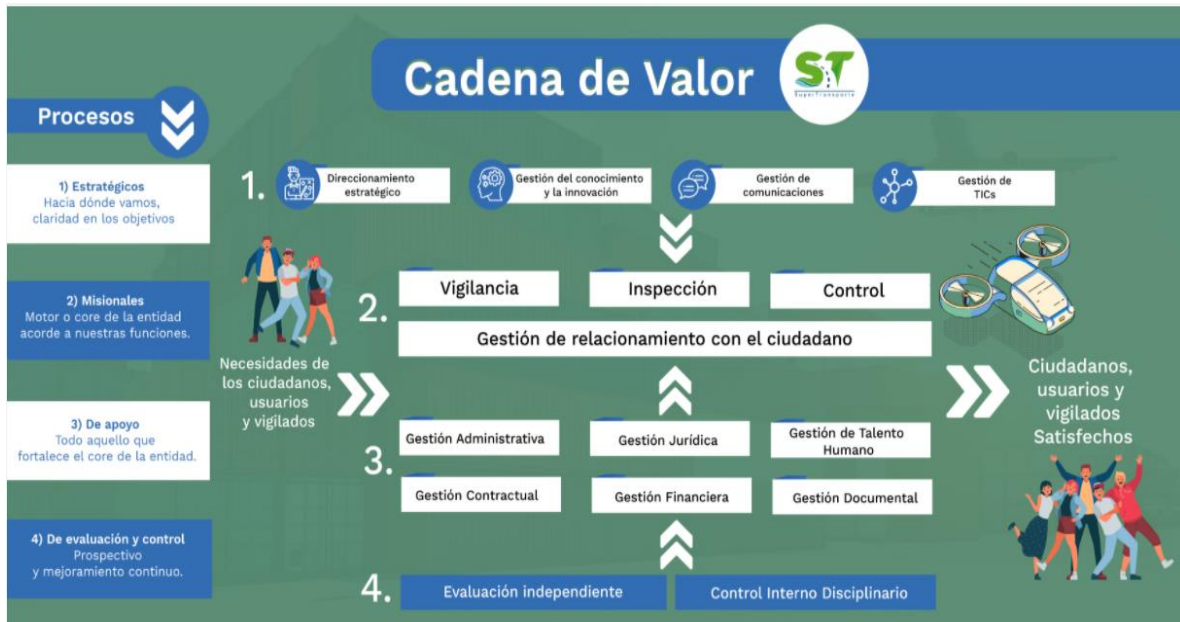 Cadena de Valor
ST
SuperTransporte
Procesos
1) Estratégicos
Hacia dónde vamos,
claridad en los objetivos
2) Misionales
Motor o core de la entidad
acorde a nuestras funciones.
3) De apoyo
Todo aquello que
fortalece el core de la entidad.
4) De evaluación y control
Prospectivo
y mejoramiento continuo.
1.
Direccionamiento
estratégico
Gestión del conocimiento
y la innovación
Gestión de
comunicaciones
Gestión de
TICs
Necesidades de
los ciudadanos,
usuarios
y vigilados
2.
Vigilancia
Inspección
Control
Gestión de relacionamiento con el ciudadano
3.
Gestión Administrativa
Gestión Jurídica
Gestión de Talento
Humano
Gestión Contractual
Gestión Financiera
Gestión Documental
4.
Evaluación independiente
Control Interno Disciplinario
Ciudadanos,
usuarios y
vigilados
Satisfechos